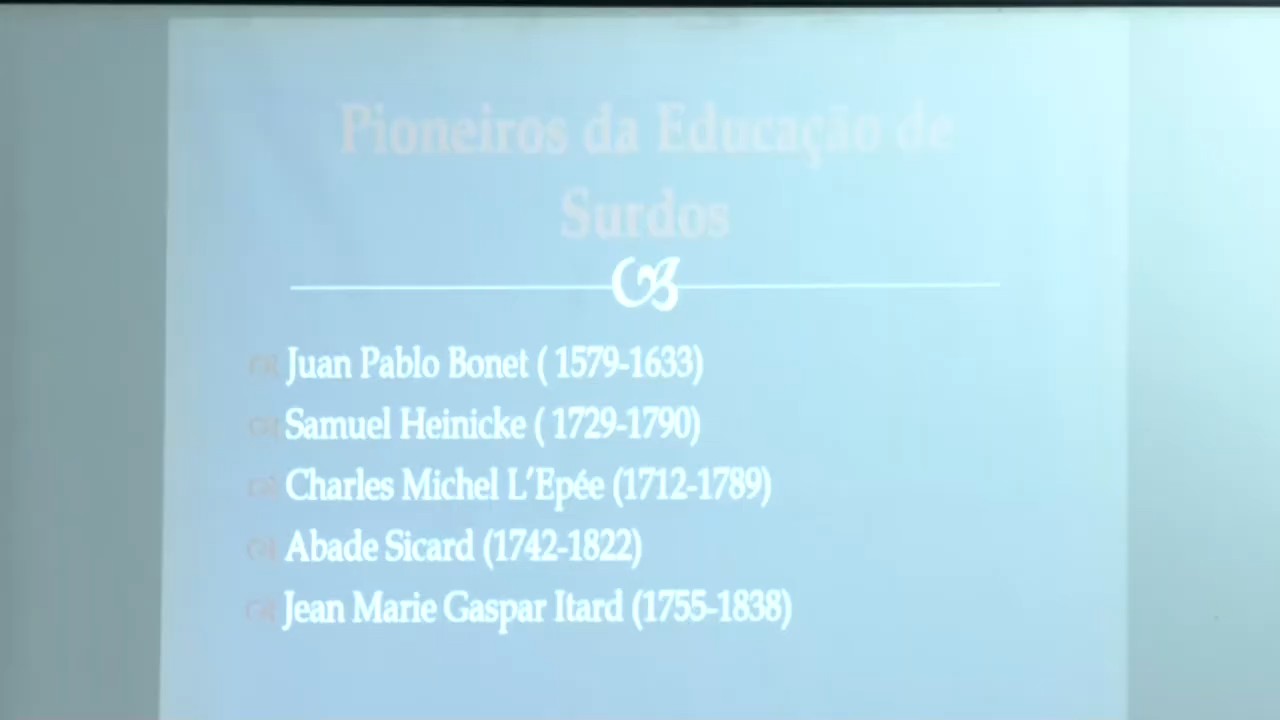 Pioneiros da Educação de
Surdos
Juan Pablo Bonet ( 1579-1633)
Samuel Heinicke ( 1729-1790)
Charles Michel L'Epée (1712-1789)
Abade Sicard (1742-1822)
Jean Marie Gaspar Itard (1755-1838)